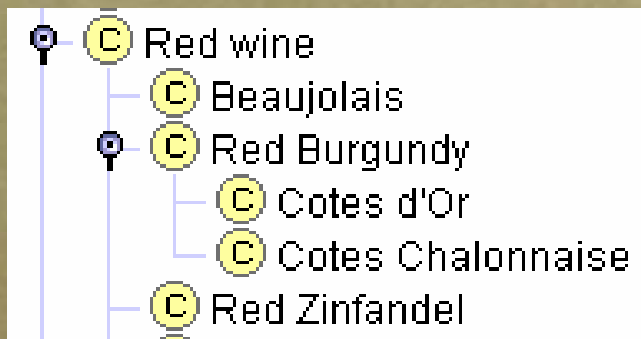 C Red wine
C Beaujolais
C Red Burgundy
C Cotes d'Or
C Cotes Chalonnaise
C Red Zinfandel